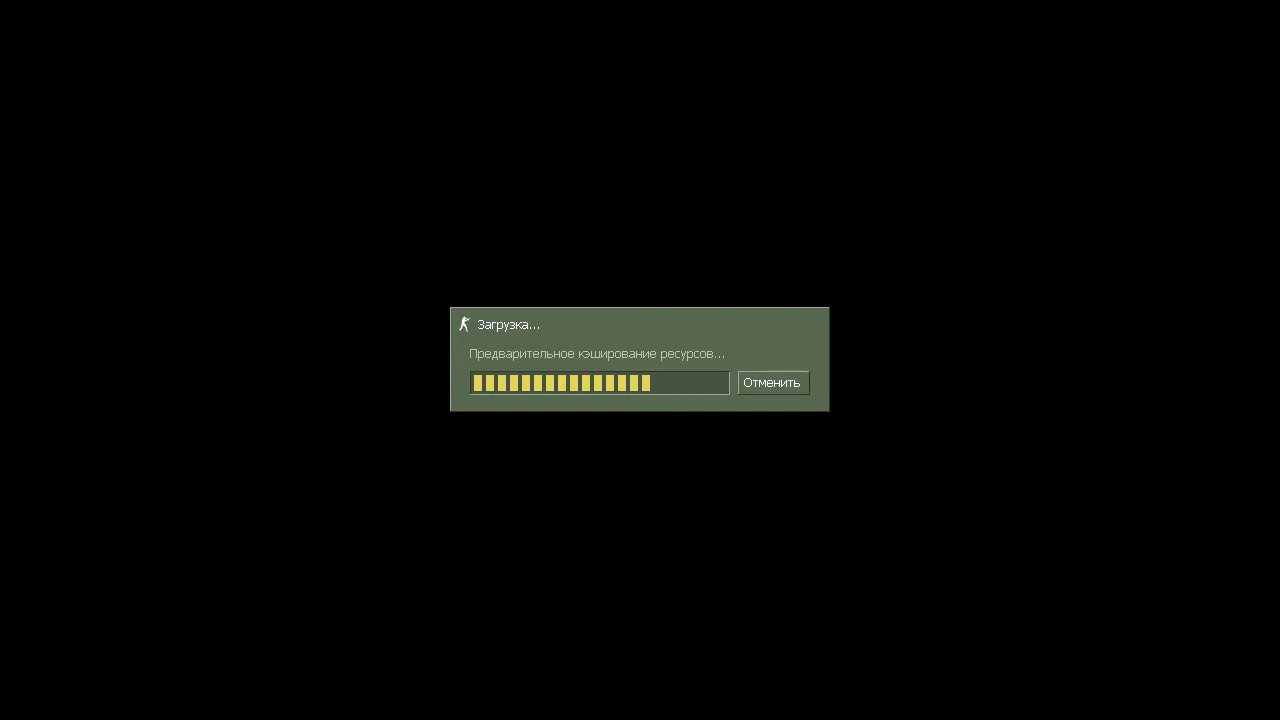 Загрузка...
Предварительное кэширование ресурсов...
Отменить